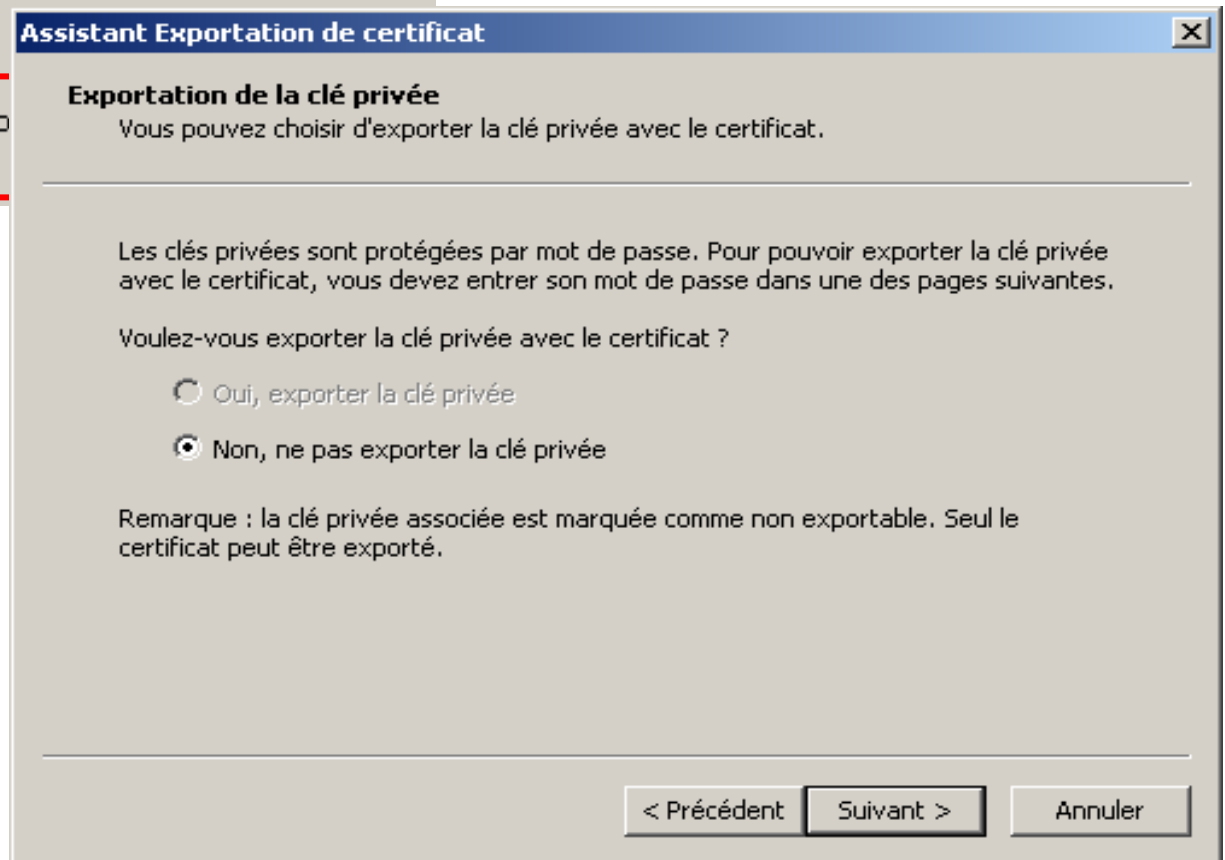 Assistant Exportation de certificat
Exportation de la clé privée
Vous pouvez choisir d'exporter la clé privée avec le certificat.
Les clés privées sont protégées par mot de passe. Pour pouvoir exporter la clé privée
avec le certificat, vous devez entrer son mot de passe dans une des pages suivantes.
Voulez-vous exporter la clé privée avec le certificat ?
Oui, exporter la clé privée
Non, ne pas exporter la clé privée
Remarque : la clé privée associée est marquée comme non exportable. Seul le
certificat peut être exporté.
< Précédent Suivant > Annuler